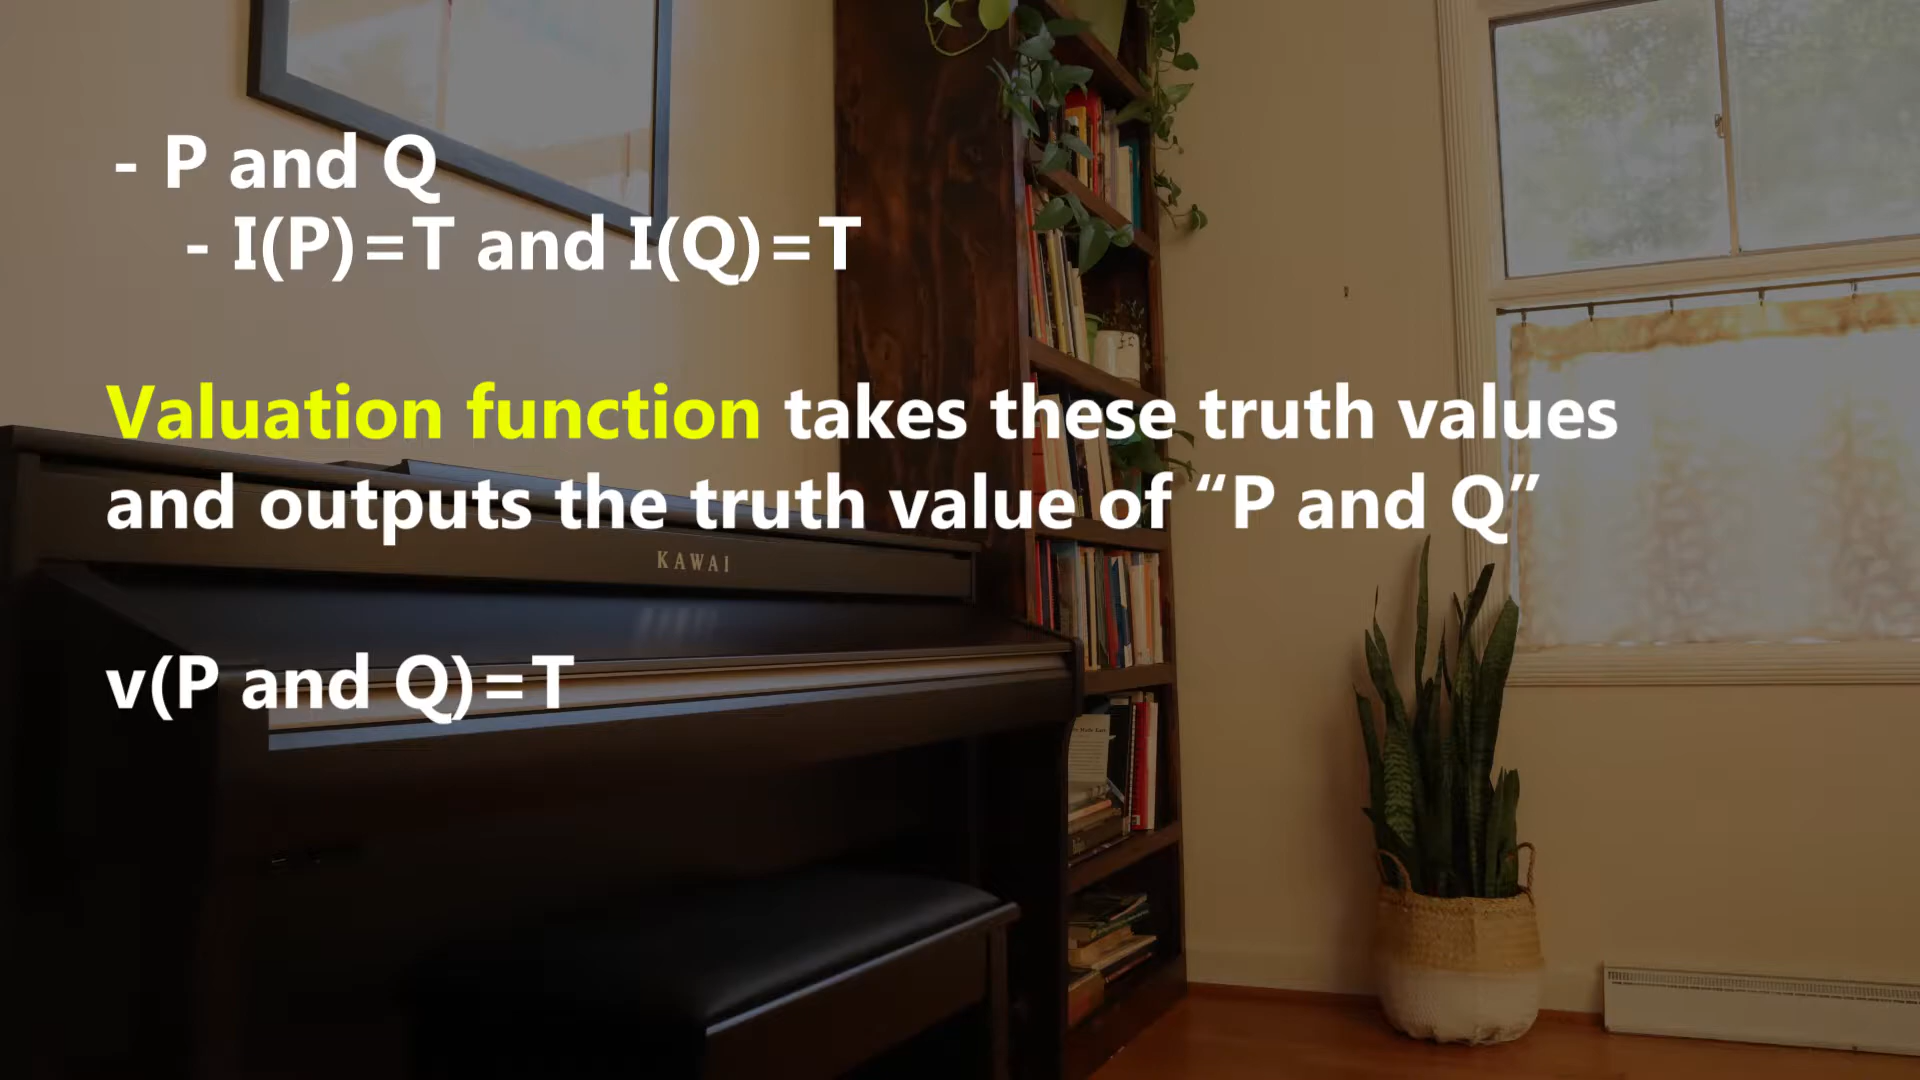 - P and Q
- I(P)=T and I(Q)=T
Valuation function takes these truth values
and outputs the truth value of “P and Q”
v(P and Q)=T
KAWAI